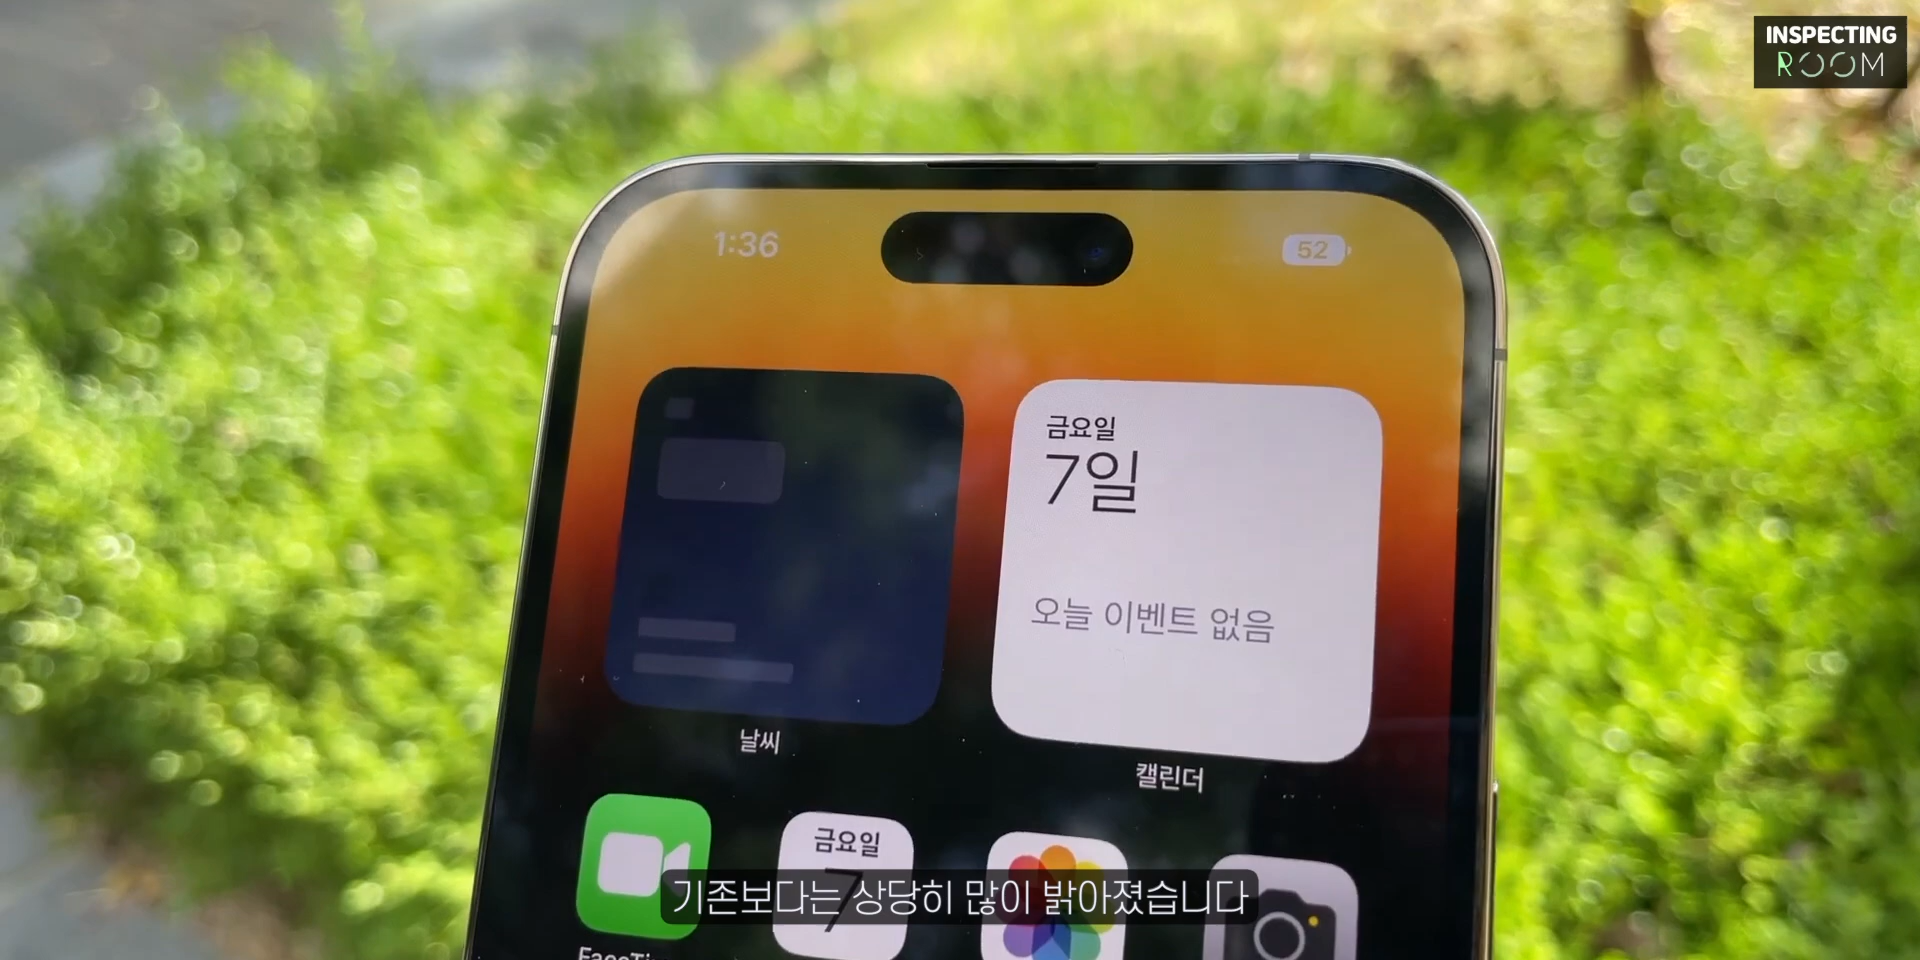 INSPECTING
ROOM
1:36
52
금요일
7일
오늘 이벤트 없음
날씨
캘린더
금요일
7
기존보다는 상당히 많이 밝아졌습니다